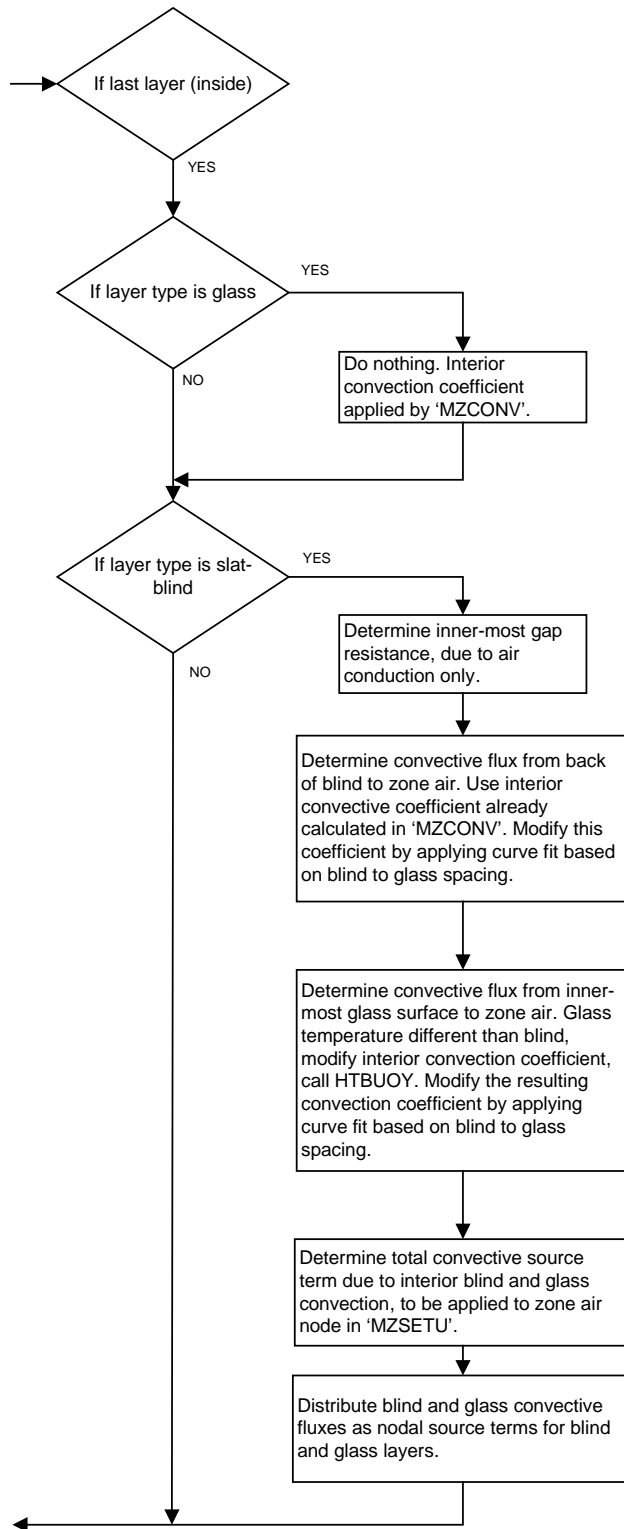 If last layer (inside)
YES
If layer type is glass
YES
NO
Do nothing. Interior
convection coefficient
applied by ‘MZCONV’.
If layer type is slat-
blind
YES
NO
Determine inner-most gap
resistance, due to air
conduction only.
Determine convective flux from back
of blind to zone air. Use interior
convective coefficient already
calculated in ‘MZCONV’. Modify this
coefficient by applying curve fit based
on blind to glass spacing.
Determine convective flux from inner-
most glass surface to zone air. Glass
temperature different than blind,
modify interior convection coefficient,
call HTBUOY. Modify the resulting
convection coefficient by applying
curve fit based on blind to glass
spacing.
Determine total convective source
term due to interior blind and glass
convection, to be applied to zone air
node in ‘MZSETU’.
Distribute blind and glass convective
fluxes as nodal source terms for blind
and glass layers.